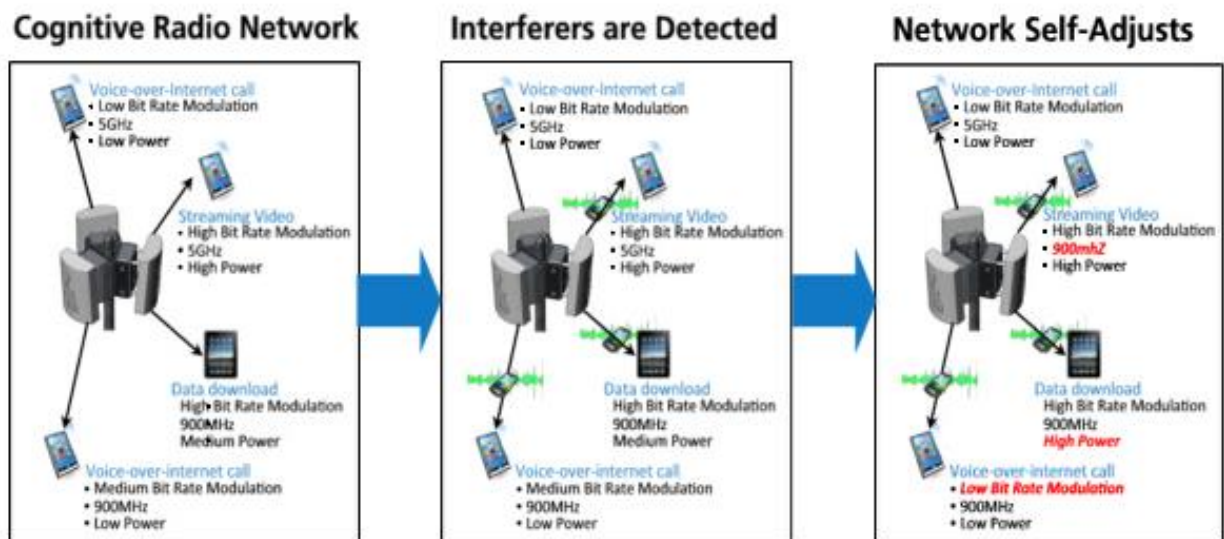 Cognitive Radio Network
Voice-over-Internet call
• Low Bit Rate Modulation
• 5GHz
• Low Power
Streaming Video
• High Bit Rate Modulation
• 5GHz
• High Power
Data download
High Bit Rate Modulation
900MHz
Medium Power
Voice-over-internet call
• Medium Bit Rate Modulation
• 900MHz
• Low Power
Interferers are Detected
Voice-over-Internet call
• Low Bit Rate Modulation
• 5GHz
• Low Power
Streaming Video
• High Bit Rate Modulation
• 5GHz
High Power
Data download
High Bit Rate Modulation
900MHz
Medium Power
Voice-over-internet call
• Medium Bit Rate Modulation
• 900MHz
• Low Power
Network Self-Adjusts
Voice-over-Internet call
• Low Bit Rate Modulation
• 5GHz
• Low Power
Streaming Video
High Bit Rate Modulation
• 900mhZ
• High Power
Data download
High Bit Rate Modulation
900MHz
High Power
Voice-over-internet call
• Low Bit Rate Modulation
• 900MHz
• Low Power